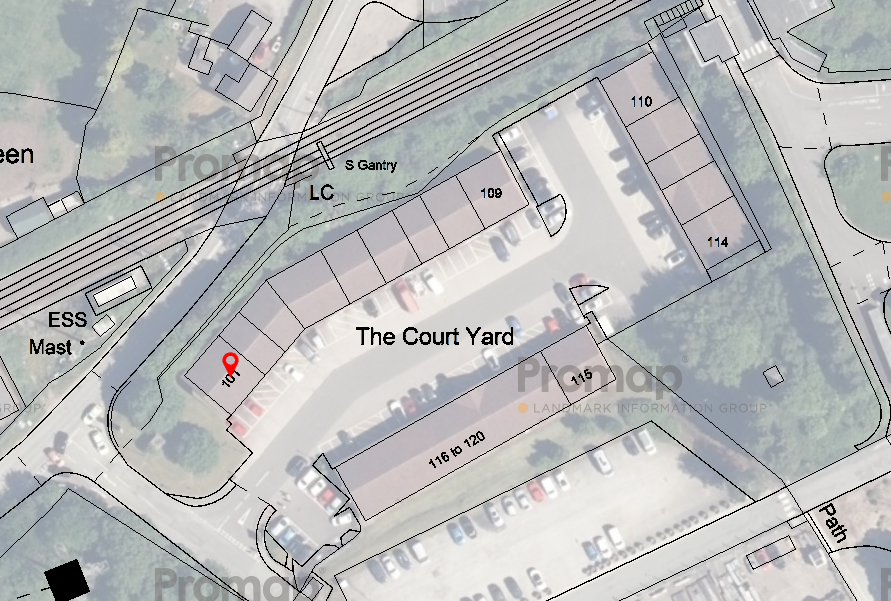 110
een
Promap
S Gantry
LANDMARK INFORMATION GROUP
LC
109
114
ESS
Mast *
The Court Yard
101
Promap
115
GROUP
LANDMARK INFORMATION GROUP
116 to 120
Path
Promap